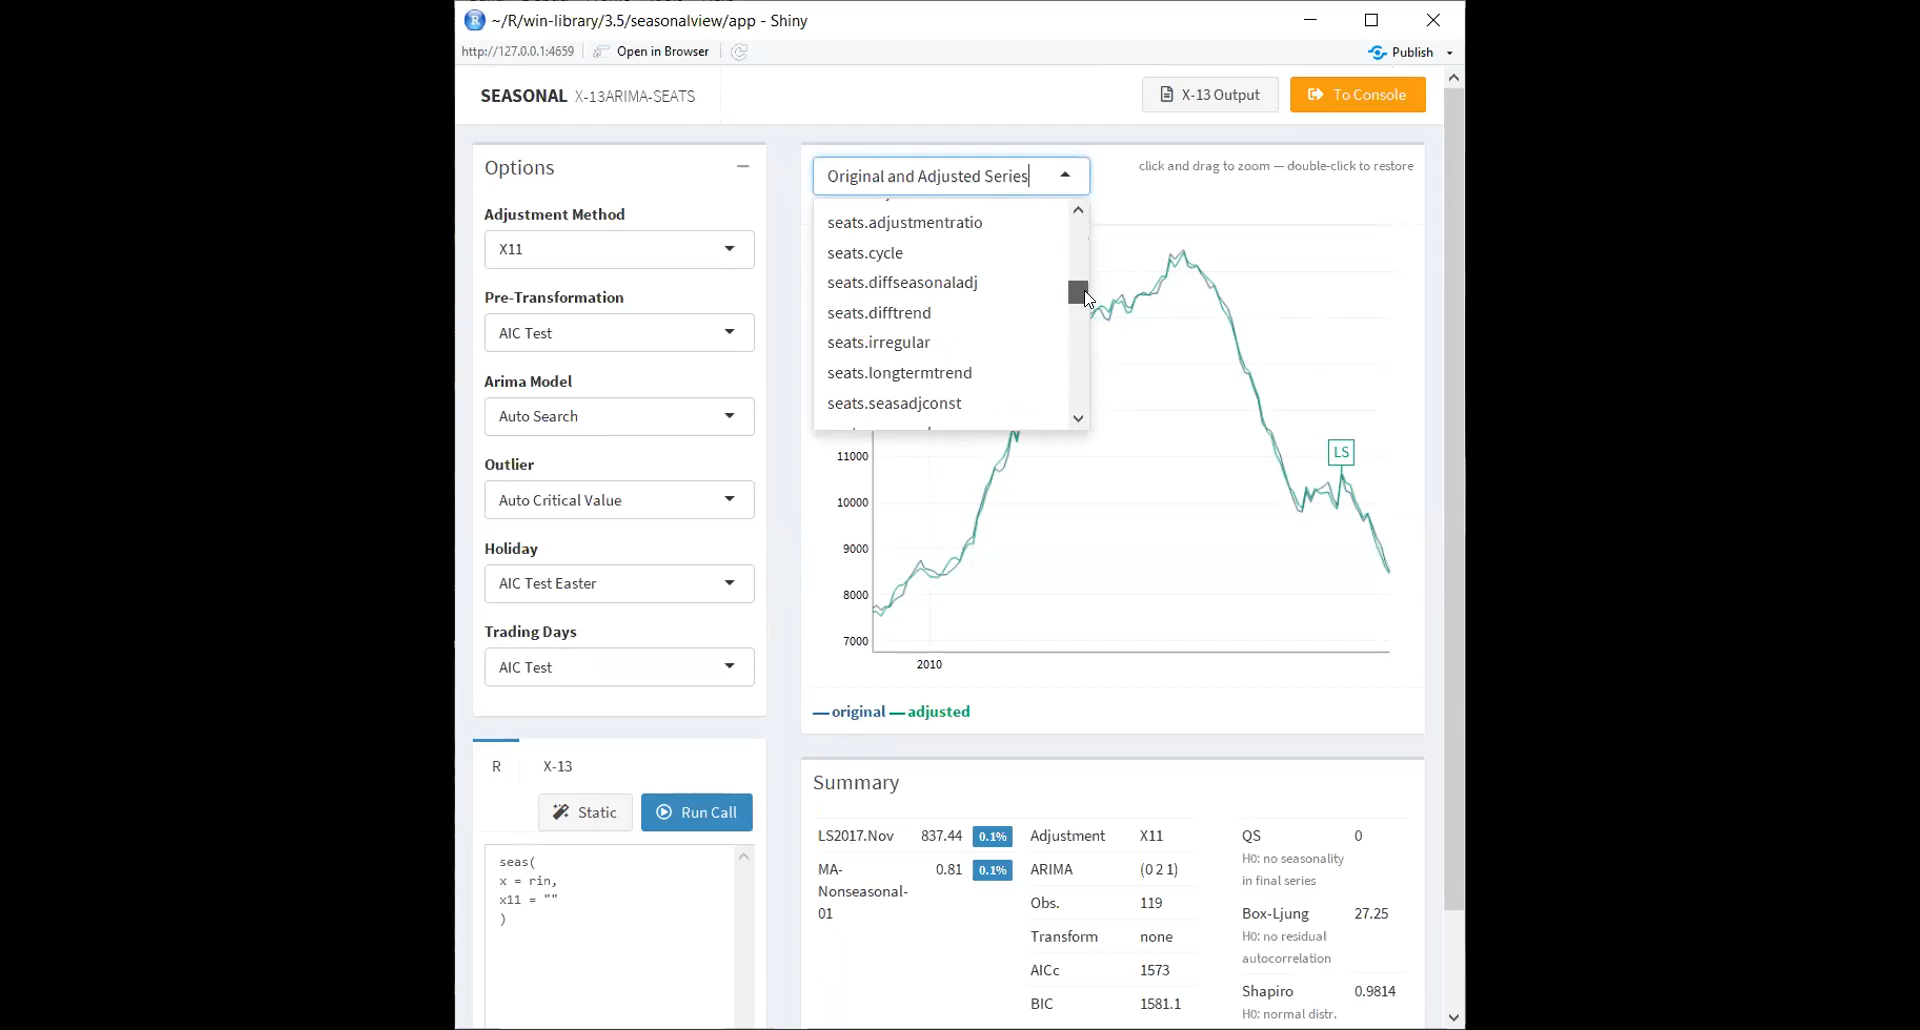 ~/R/win-library/3.5/seasonalview/app - Shiny
http://127.0.0.1:4659 Open in Browser Publish
SEASONAL X-13ARIMA-SEATS X-13 Output To Console
Options
Adjustment Method
X11
Pre-Transformation
AIC Test
Arima Model
Auto Search
Outlier
Auto Critical Value
Holiday
AIC Test Easter
Trading Days
AIC Test
R X-13
Static Run Call
seas(
x = rin,
x11 = ""
)
Original and Adjusted Series
click and drag to zoom — double-click to restore
seats.adjustmentratio
seats.cycle
seats.diffseasonaladj
seats.difftrend
seats.irregular
seats.longtermtrend
seats.seasadjconst
LS
11000
10000
9000
8000
7000
2010
original adjusted
Summary
LS2017.Nov 837.44 0.1%
MA-
Nonseasonal-
01
0.81 0.1%
Adjustment X11
ARIMA (0 2 1)
Obs. 119
Transform none
AICc 1573
BIC 1581.1
QS 0
H0: no seasonality
in final series
Box-Ljung 27.25
H0: no residual
autocorrelation
Shapiro 0.9814
H0: normal distr.